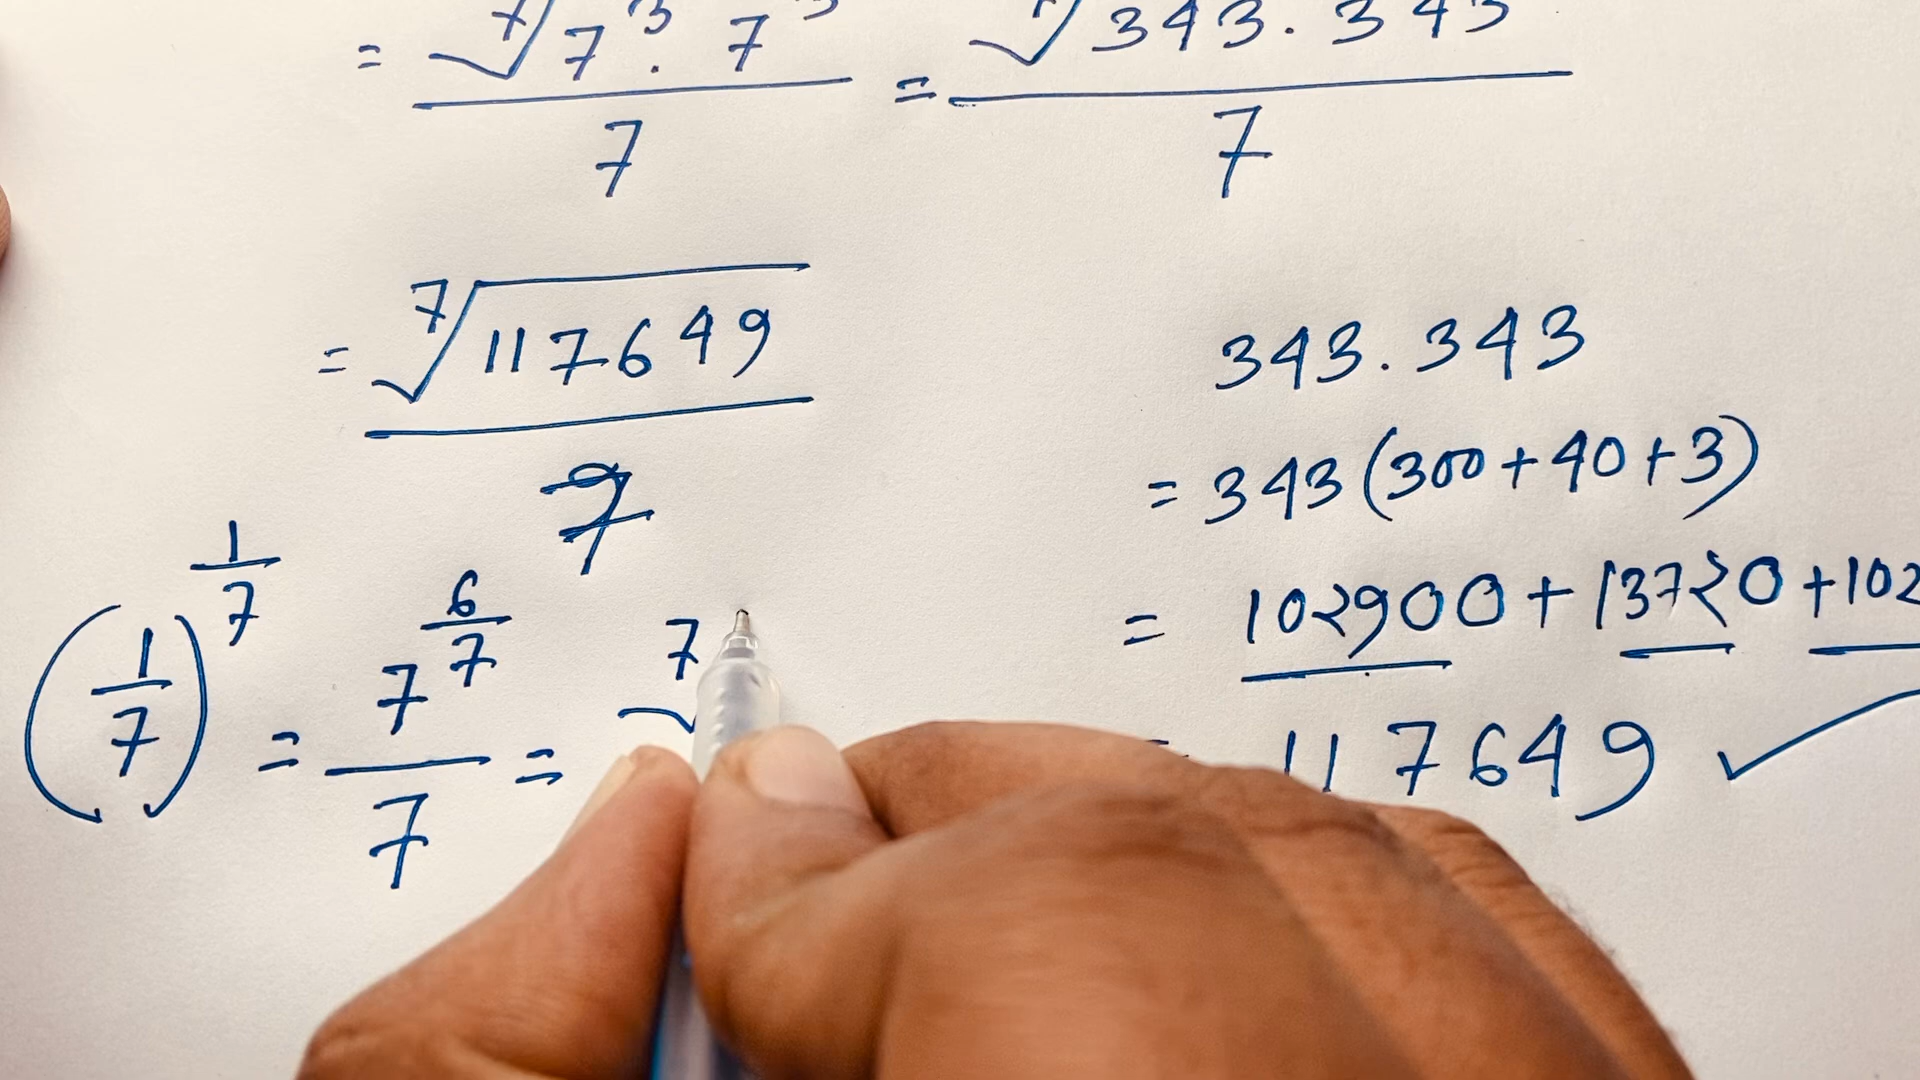 = ⁷√7³ · 7³ / 7 = ⁷√343 · 343 / 7
= ⁷√117649 / 7
343 . 343
= 343 (300 + 40 + 3)
= 102900 + 13720 + 102
117649 ✓
(1/7)^(1/7) = 7^(6/7) / 7 = 7√